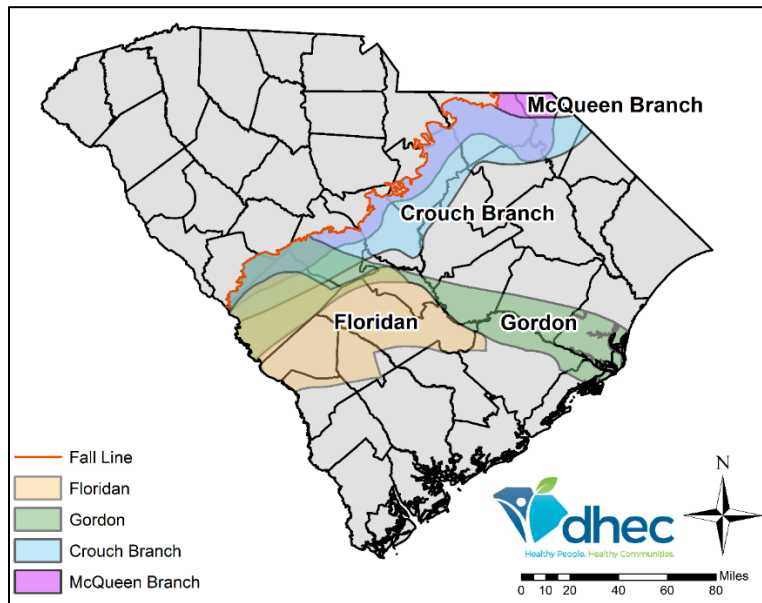 McQueen Branch
Crouch Branch
Floridan
Gordon
Fall Line
Floridan
Gordon
Crouch Branch
McQueen Branch
dhec
Healthy People. Healthy Communities.
N
Miles
0 10 20 40 60 80